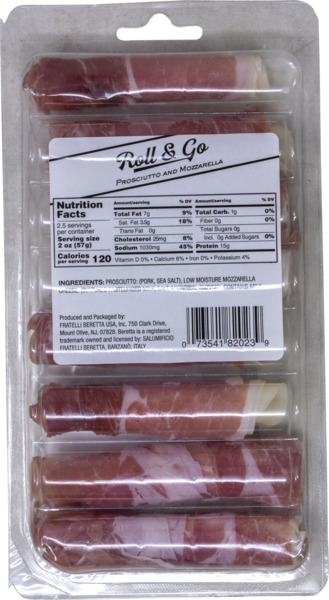 Roll & Go
PROSCIUTTO AND MOZZARELLA
Nutrition Facts
2.5 servings per container
Serving size
2 oz (57g)
Calories per serving 120
Amount/serving % DV
Total Fat 7g 9%
Sat. Fat 3.5g 18%
Trans Fat 0g
Cholesterol 25mg 8%
Sodium 1030mg 45%
Amount/serving % DV
Total Carb. 1g 0%
Fiber 0g 0%
Total Sugars 0g
Incl. 0g Added Sugars 0%
Protein 15g
Vitamin D 0% • Calcium 6% • Iron 0% • Potassium 4%
INGREDIENTS: PROSCIUTTO: (PORK, SEA SALT), LOW MOISTURE MOZZARELLA
Produced and Packaged by:
FRATELLI BERETTA USA, Inc. 750 Clark Drive,
Mount Olive, NJ, 07828. Beretta is a registered
trademark owned and licensed by: SALUMIFICIO
FRATELLI BERETTA, BARZANÒ, ITALY
0 73541 82023 9